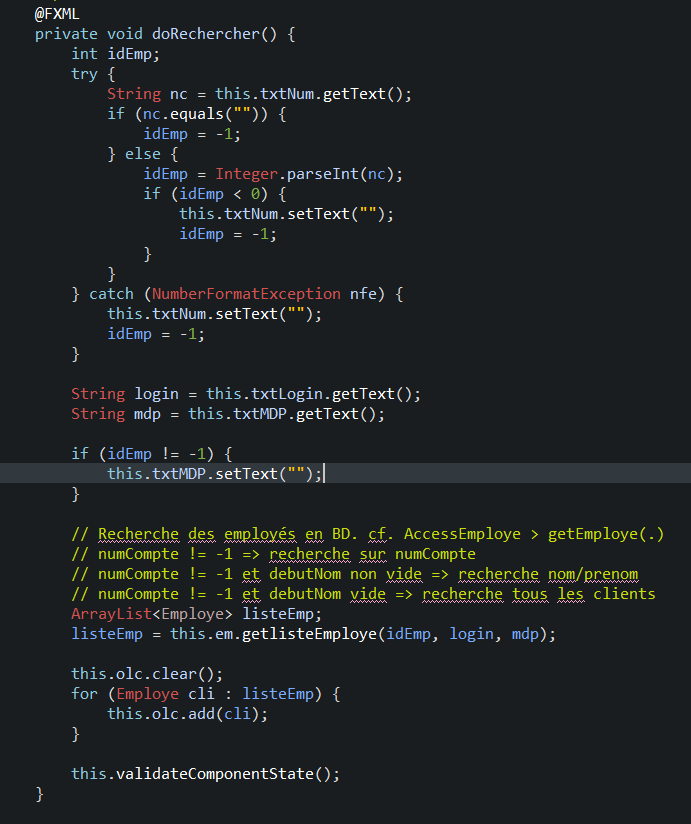 @FXML
private void doRechercher() {
int idEmp;
try {
String nc = this.txtNum.getText();
if (nc.equals("")) {
idEmp = -1;
} else {
idEmp = Integer.parseInt(nc);
if (idEmp < 0) {
this.txtNum.setText("");
idEmp = -1;
}
}
} catch (NumberFormatException nfe) {
this.txtNum.setText("");
idEmp = -1;
}
String login = this.txtLogin.getText();
String mdp = this.txtMDP.getText();
if (idEmp != -1) {
this.txtMDP.setText("");
}
// Recherche des employés en BD. cf. AccessEmploye > getEmploye(.)
// numCompte != -1 => recherche sur numCompte
// numCompte != -1 et debutNom non vide => recherche nom/prenom
// numCompte != -1 et debutNom vide => recherche tous les clients
ArrayList<Employe> listeEmp;
listeEmp = this.em.getlisteEmploye(idEmp, login, mdp);
this.olc.clear();
for (Employe cli : listeEmp) {
this.olc.add(cli);
}
this.validateComponentState();
}